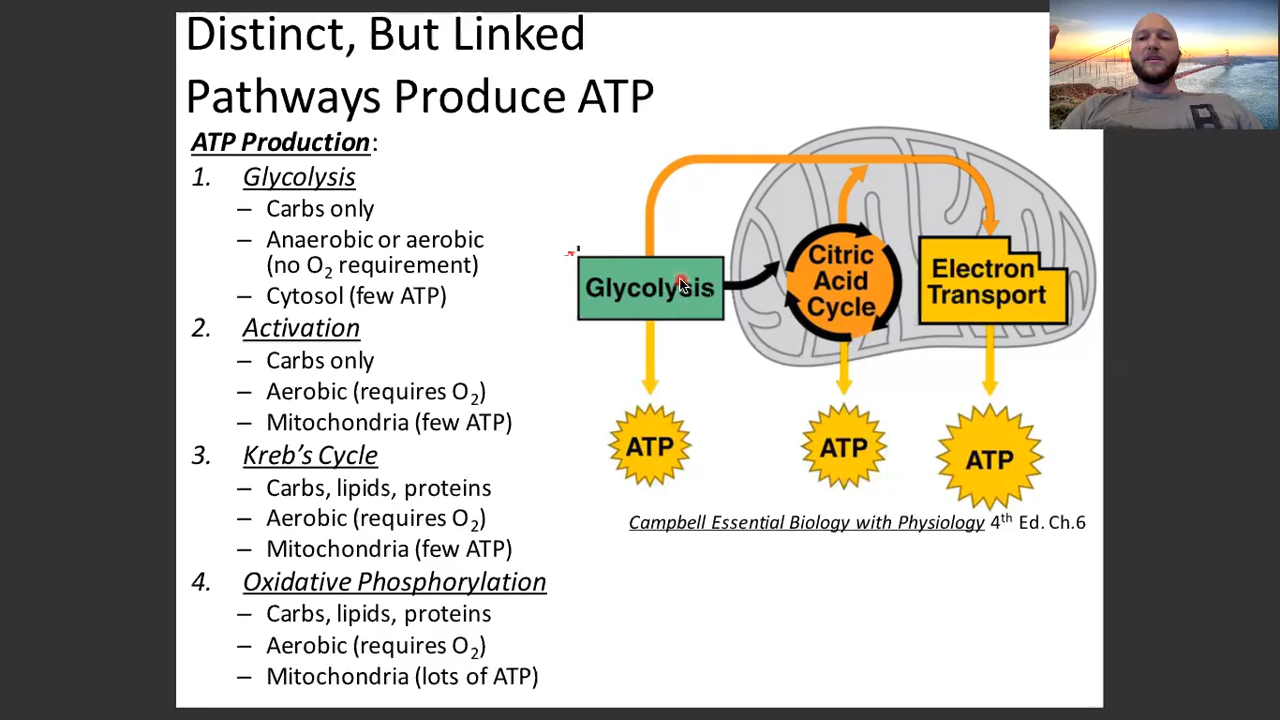 Distinct, But Linked
Pathways Produce ATP
ATP Production:
1. Glycolysis
– Carbs only
– Anaerobic or aerobic
(no O₂ requirement)
– Cytosol (few ATP)
2. Activation
– Carbs only
– Aerobic (requires O₂)
– Mitochondria (few ATP)
3. Kreb's Cycle
– Carbs, lipids, proteins
– Aerobic (requires O₂)
– Mitochondria (few ATP)
4. Oxidative Phosphorylation
– Carbs, lipids, proteins
– Aerobic (requires O₂)
– Mitochondria (lots of ATP)
Glycolysis
Citric
Acid
Cycle
Electron
Transport
ATP
ATP
ATP
Campbell Essential Biology with Physiology 4th Ed. Ch.6
B